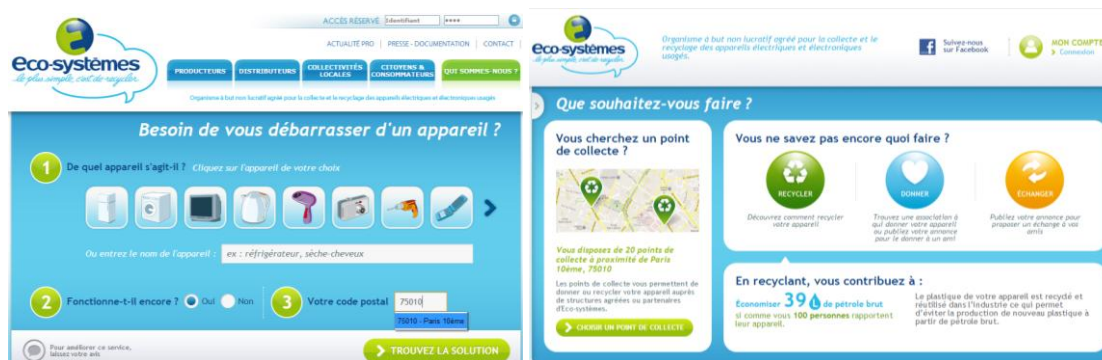 ACCÈS RÉSERVÉ Identifiant ••••
ACTUALITÉ PRO | PRESSE - DOCUMENTATION | CONTACT |
eco-systèmes
le plus simple, c'est de recycler
PRODUCTEURS
DISTRIBUTEURS
COLLECTIVITÉS
LOCALES
CITOYENS &
CONSOMMATEURS
QUI SOMMES-NOUS ?
Organisme à but non lucratif agréé pour la collecte et le recyclage des appareils électriques et électroniques usagés
Besoin de vous débarrasser d'un appareil ?
1 De quel appareil s'agit-il ? Cliquez sur l'appareil de votre choix
Ou entrez le nom de l'appareil : ex : réfrigérateur, sèche-cheveux
2 Fonctionne-t-il encore ? Oui Non
3 Votre code postal 75010
75010 - Paris 10ème
Pour améliorer ce service,
laissez votre avis
> TROUVEZ LA SOLUTION
eco-systèmes
le plus simple, c'est de recycler
Organisme à but non lucratif agréé pour la collecte et le
recyclage des appareils électriques et électroniques
usagés.
f Suivez-nous
sur Facebook
MON COMPTE
> Connexion
Que souhaitez-vous faire ?
Vous cherchez un point
de collecte ?
Vous disposez de 20 points de
collecte à proximité de Paris
10ème, 75010
Les points de collecte vous permettent de
donner ou recycler votre appareil auprès
de structures agréées ou partenaires
d'Eco-systèmes.
> CHOISIR UN POINT DE COLLECTE
Vous ne savez pas encore quoi faire ?
RECYCLER
Découvrez comment recycler
votre appareil
DONNER
Trouvez une association à
qui donner votre appareil
ou publiez votre annonce
pour le donner à un ami
ÉCHANGER
Publiez votre annonce pour
proposer un échange à vos
amis
En recyclant, vous contribuez à :
Économiser 39 L de pétrole brut
si comme vous 100 personnes rapportent
leur appareil.
Le plastique de votre appareil est recyclé et
réutilisé dans l'industrie ce qui permet
d'éviter la production de nouveau plastique à
partir de pétrole brut.